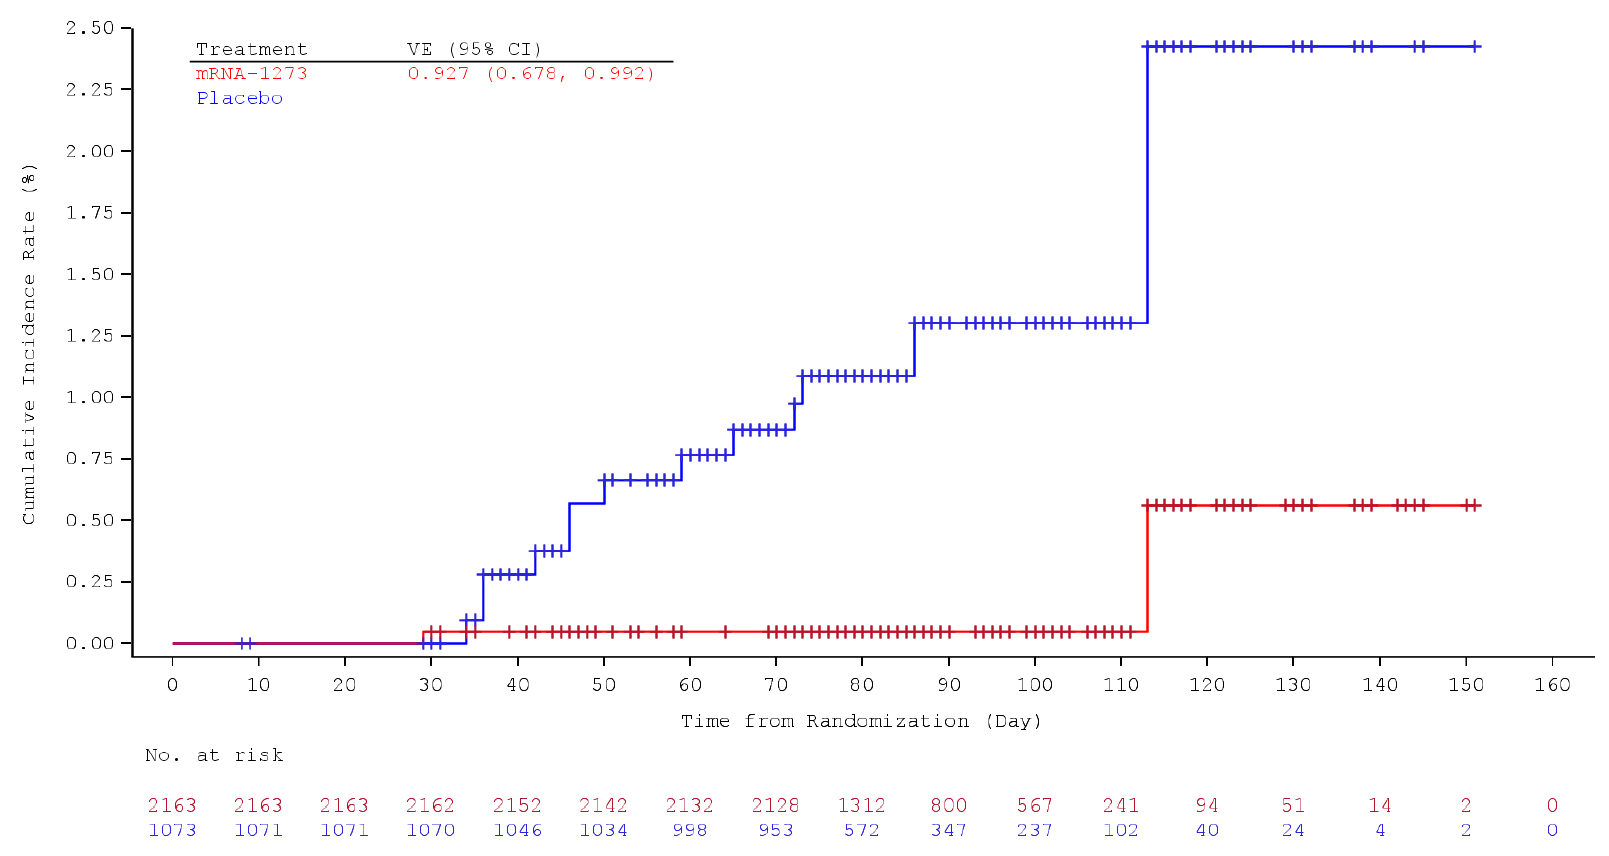 Treatment VE (95% CI)
mRNA-1273 0.927 (0.678, 0.992)
Placebo
Cumulative Incidence Rate (%)
2.50
2.25
2.00
1.75
1.50
1.25
1.00
0.75
0.50
0.25
0.00
0 10 20 30 40 50 60 70 80 90 100 110 120 130 140 150 160
Time from Randomization (Day)
No. at risk
2163 2163 2163 2162 2152 2142 2132 2128 1312 800 567 241 94 51 14 2 0
1073 1071 1071 1070 1046 1034 998 953 572 347 237 102 40 24 4 2 0